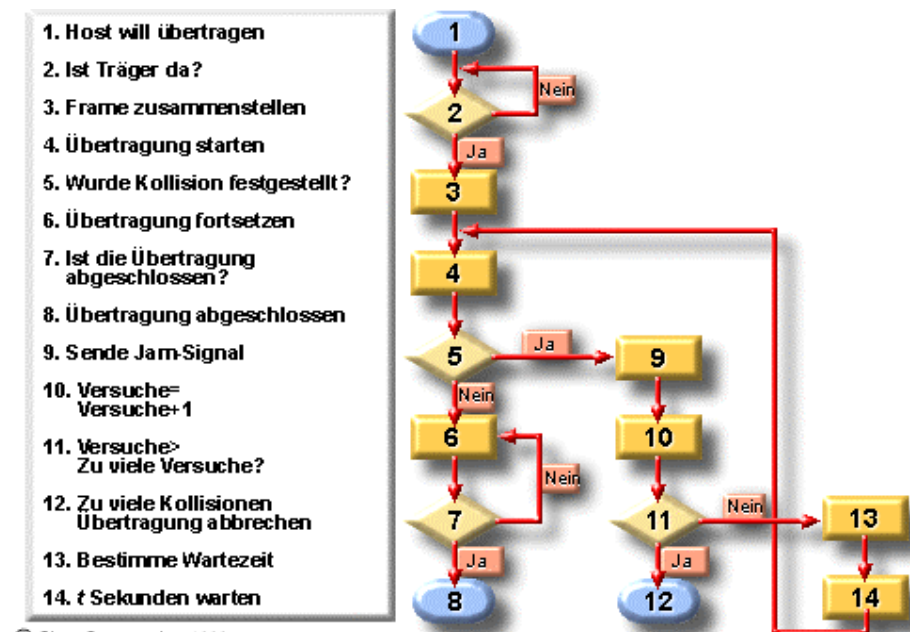 1. Host will übertragen
2. Ist Träger da?
3. Frame zusammenstellen
4. Übertragung starten
5. Wurde Kollision festgestellt?
6. Übertragung fortsetzen
7. Ist die Übertragung
abgeschlossen?
8. Übertragung abgeschlossen
9. Sende Jam-Signal
10. Versuche=
Versuche+1
11. Versuche>
Zu viele Versuche?
12. Zu viele Kollisionen
Übertragung abbrechen
13. Bestimme Wartezeit
14. t Sekunden warten
1
Nein
2
Ja
3
4
5
Ja
9
Nein
6
10
Nein
7
11
Nein
13
Ja
Ja
8
12
14